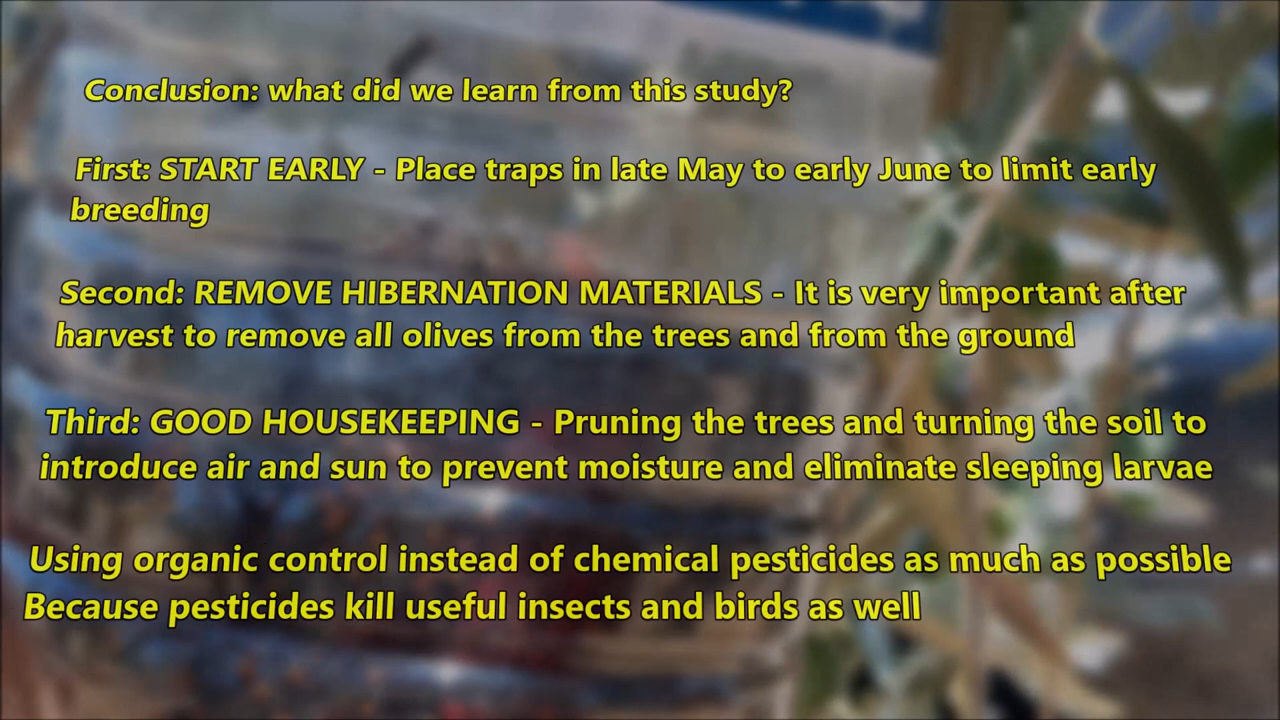 Conclusion: what did we learn from this study?
First: START EARLY - Place traps in late May to early June to limit early
breeding
Second: REMOVE HIBERNATION MATERIALS - It is very important after
harvest to remove all olives from the trees and from the ground
Third: GOOD HOUSEKEEPING - Pruning the trees and turning the soil to
introduce air and sun to prevent moisture and eliminate sleeping larvae
Using organic control instead of chemical pesticides as much as possible
Because pesticides kill useful insects and birds as well